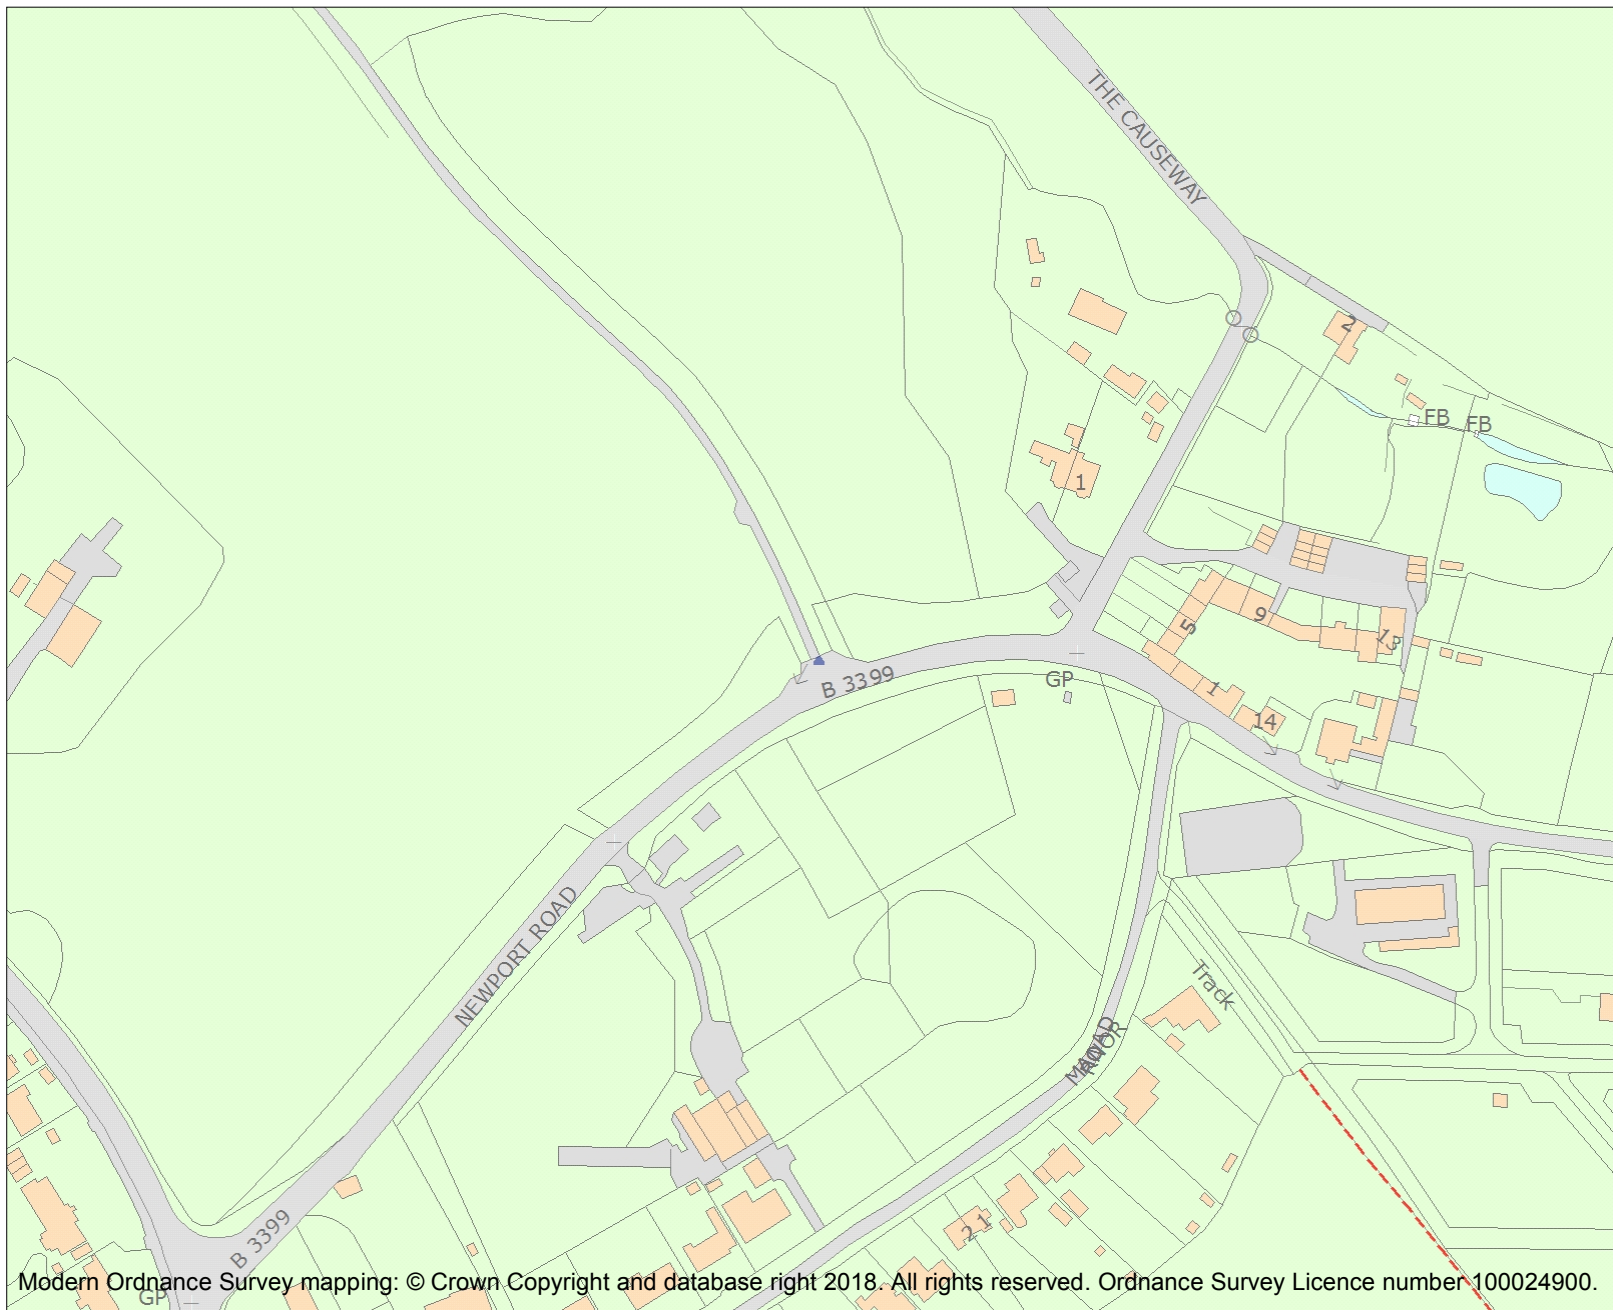 THE CAUSEWAY
2
FB
FB
1
5
9
13
B 3399
GP
1
14
NEWPORT ROAD
Track
MANOR
ROAD
2 1
B 3399
GP
Modern Ordnance Survey mapping: © Crown Copyright and database right 2018. All rights reserved. Ordnance Survey Licence number 100024900.